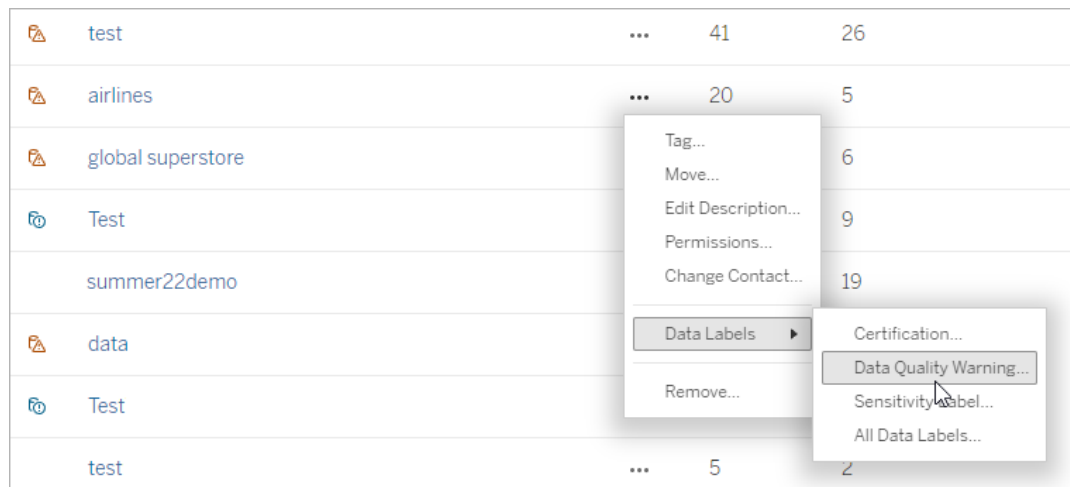 test ... 41 26
airlines ... 20 5
global superstore 6
Test 9
summer22demo 19
data
Test
test ... 5 2
Tag...
Move...
Edit Description...
Permissions...
Change Contact...
Data Labels
Remove...
Certification...
Data Quality Warning...
Sensitivity Label...
All Data Labels...